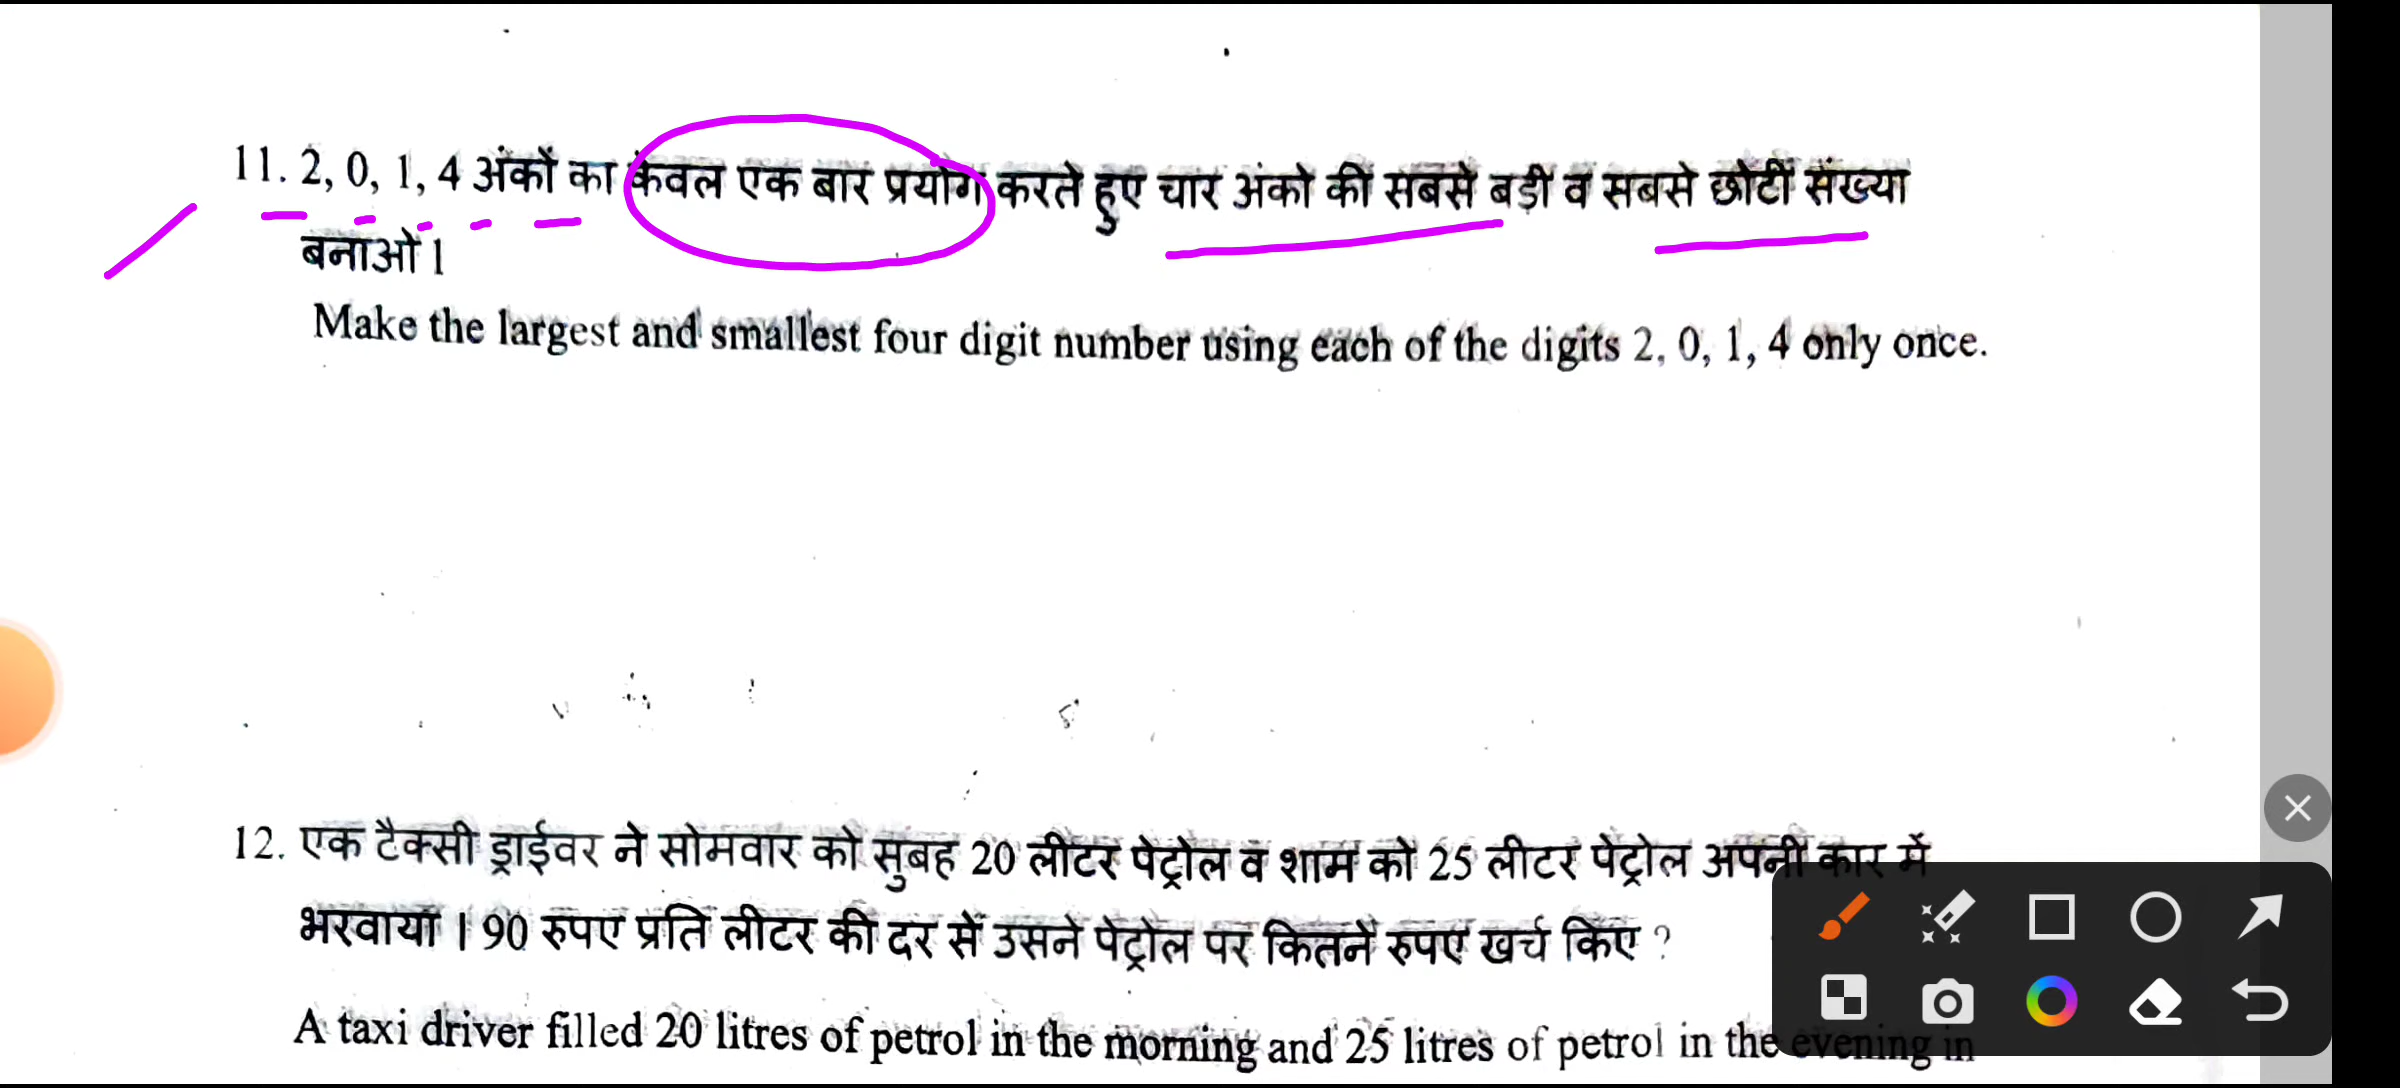 11. 2, 0, 1, 4 अंकों का केवल एक बार प्रयोग करते हुए चार अंको की सबसे बड़ी व सबसे छोटी संख्या
बनाओ।
Make the largest and smallest four digit number using each of the digits 2, 0, 1, 4 only once.
12. एक टैक्सी ड्राईवर ने सोमवार को सुबह 20 लीटर पेट्रोल व शाम को 25 लीटर पेट्रोल अपनी कार में
भरवाया । 90 रुपए प्रति लीटर की दर से उसने पेट्रोल पर कितने रुपए खर्च किए ?
A taxi driver filled 20 litres of petrol in the morning and 25 litres of petrol in the evening in